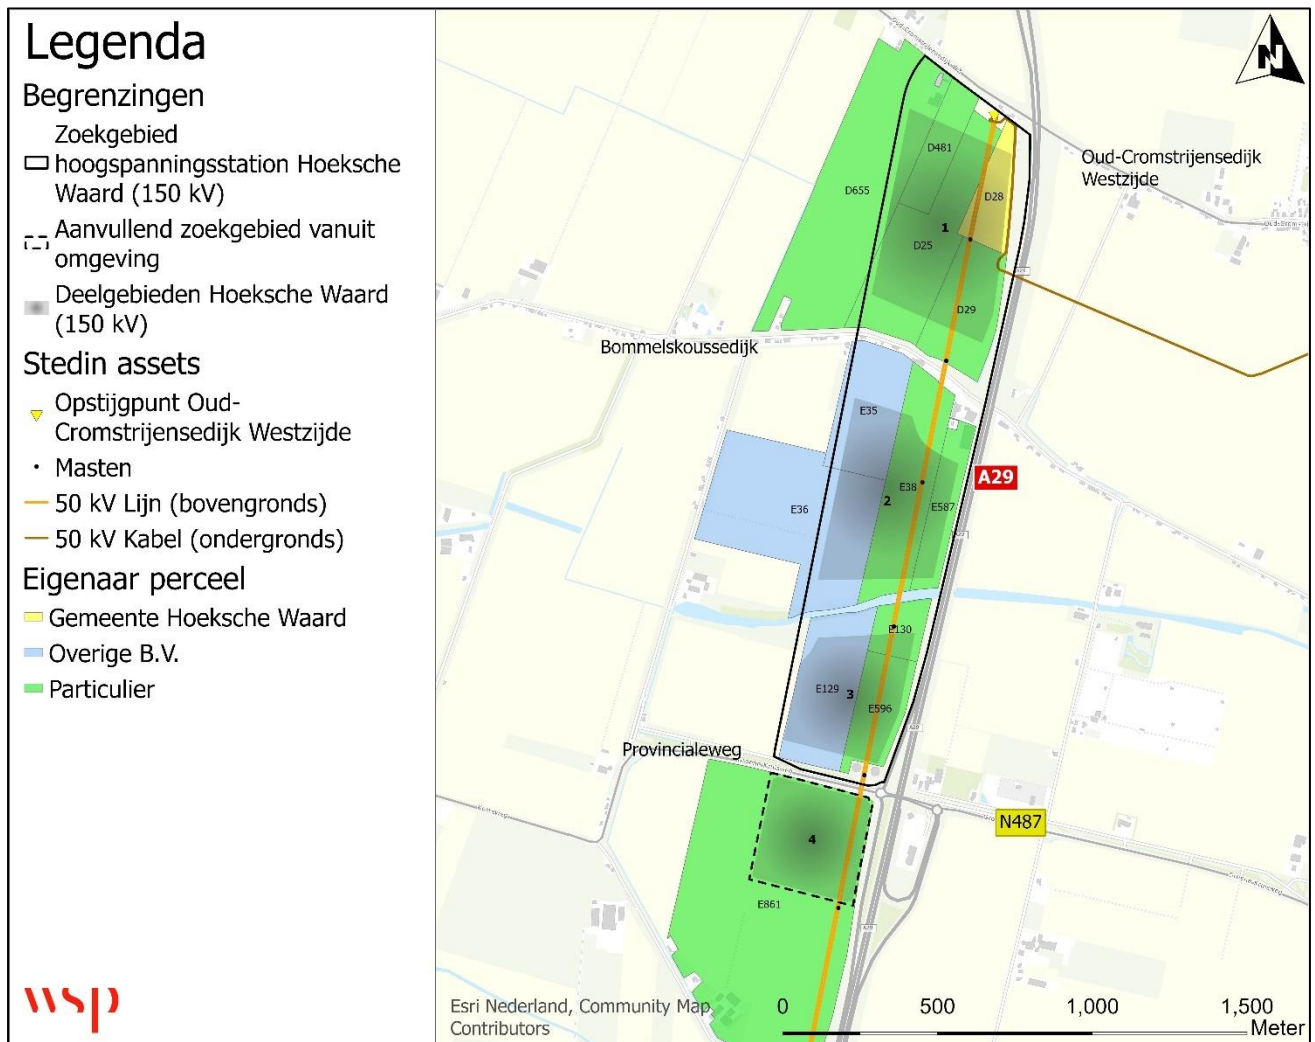 Legenda
Begrenzingen
Zoekgebied
hoogspanningsstation Hoeksche
Waard (150 kV)
Aanvullend zoekgebied vanuit
omgeving
Deelgebieden Hoeksche Waard
(150 kV)
Stedin assets
Opstijgpunt Oud-
Cromstrijensedijk Westzijde
Masten
50 kV Lijn (bovengronds)
50 kV Kabel (ondergronds)
Eigenaar perceel
Gemeente Hoeksche Waard
Overige B.V.
Particulier
wsp
N
Oud-Cromstrijensedijk
Westzijde
D481
D655
D28
1
D25
D29
Bommelskoussedijk
E35
A29
E38
2
E36
E587
E130
E129
3
E596
Provincialeweg
N487
4
E861
Esri Nederland, Community Map
Contributors
0
500
1,000
1,500
Meter